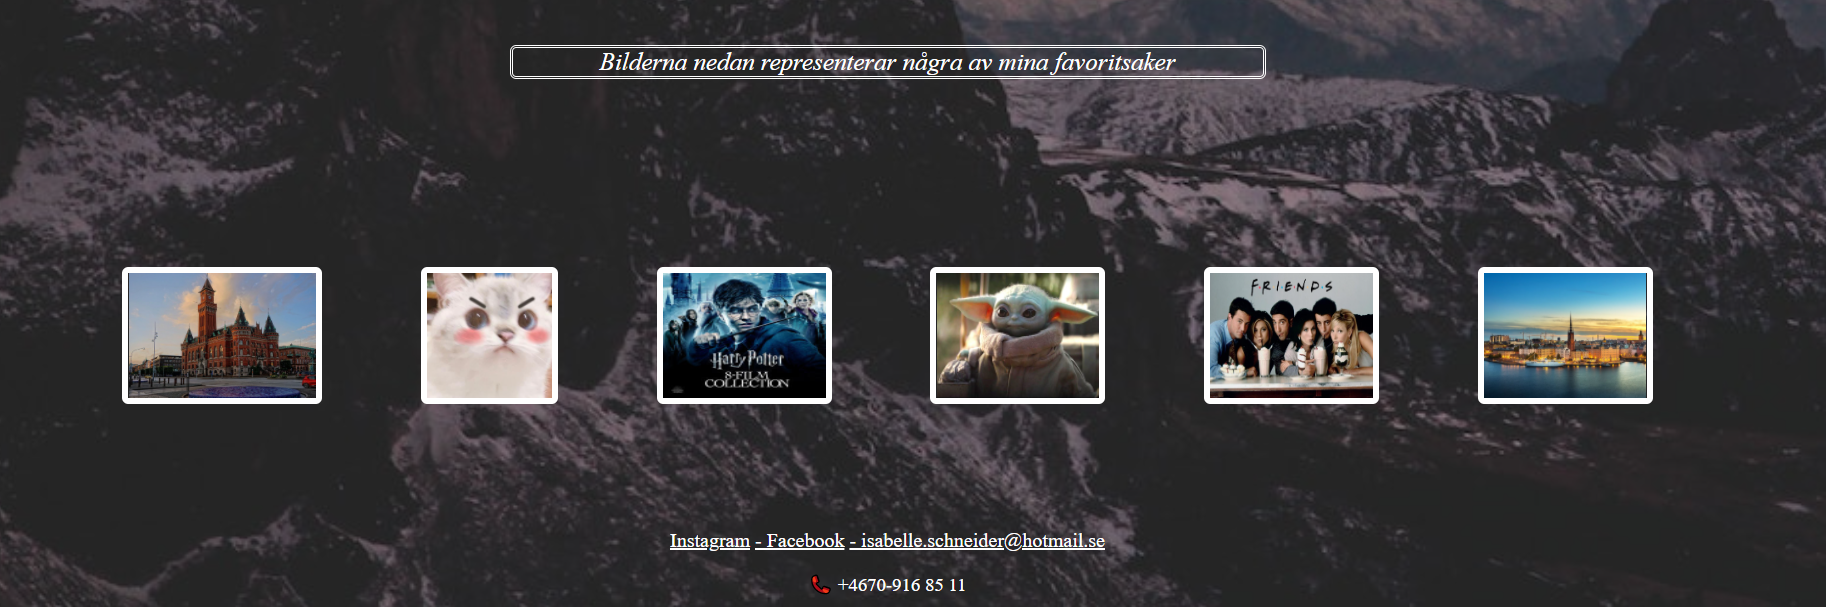 Bilderna nedan representerar några av mina favoritsaker
Harry Potter
8-FILM
COLLECTION
FRIENDS
Instagram - Facebook - isabelle.schneider@hotmail.se
+4670-916 85 11